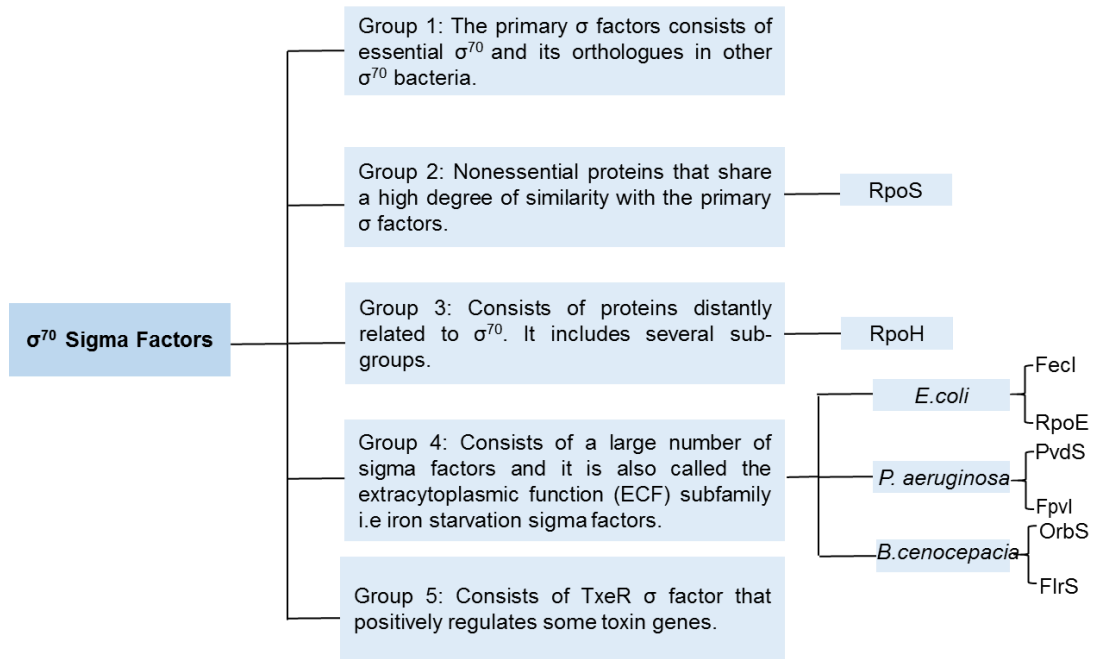 Group 1: The primary σ factors consists of
essential σ⁷⁰ and its orthologues in other
σ⁷⁰ bacteria.
Group 2: Nonessential proteins that share
a high degree of similarity with the primary
σ factors.
RpoS
Group 3: Consists of proteins distantly
related to σ⁷⁰. It includes several sub-
groups.
RpoH
σ⁷⁰ Sigma Factors
Group 4: Consists of a large number of
sigma factors and it is also called the
extracytoplasmic function (ECF) subfamily
i.e iron starvation sigma factors.
E.coli
FecI
RpoE
P. aeruginosa
PvdS
FpvI
B.cenocepacia
OrbS
FIrS
Group 5: Consists of TxeR σ factor that
positively regulates some toxin genes.